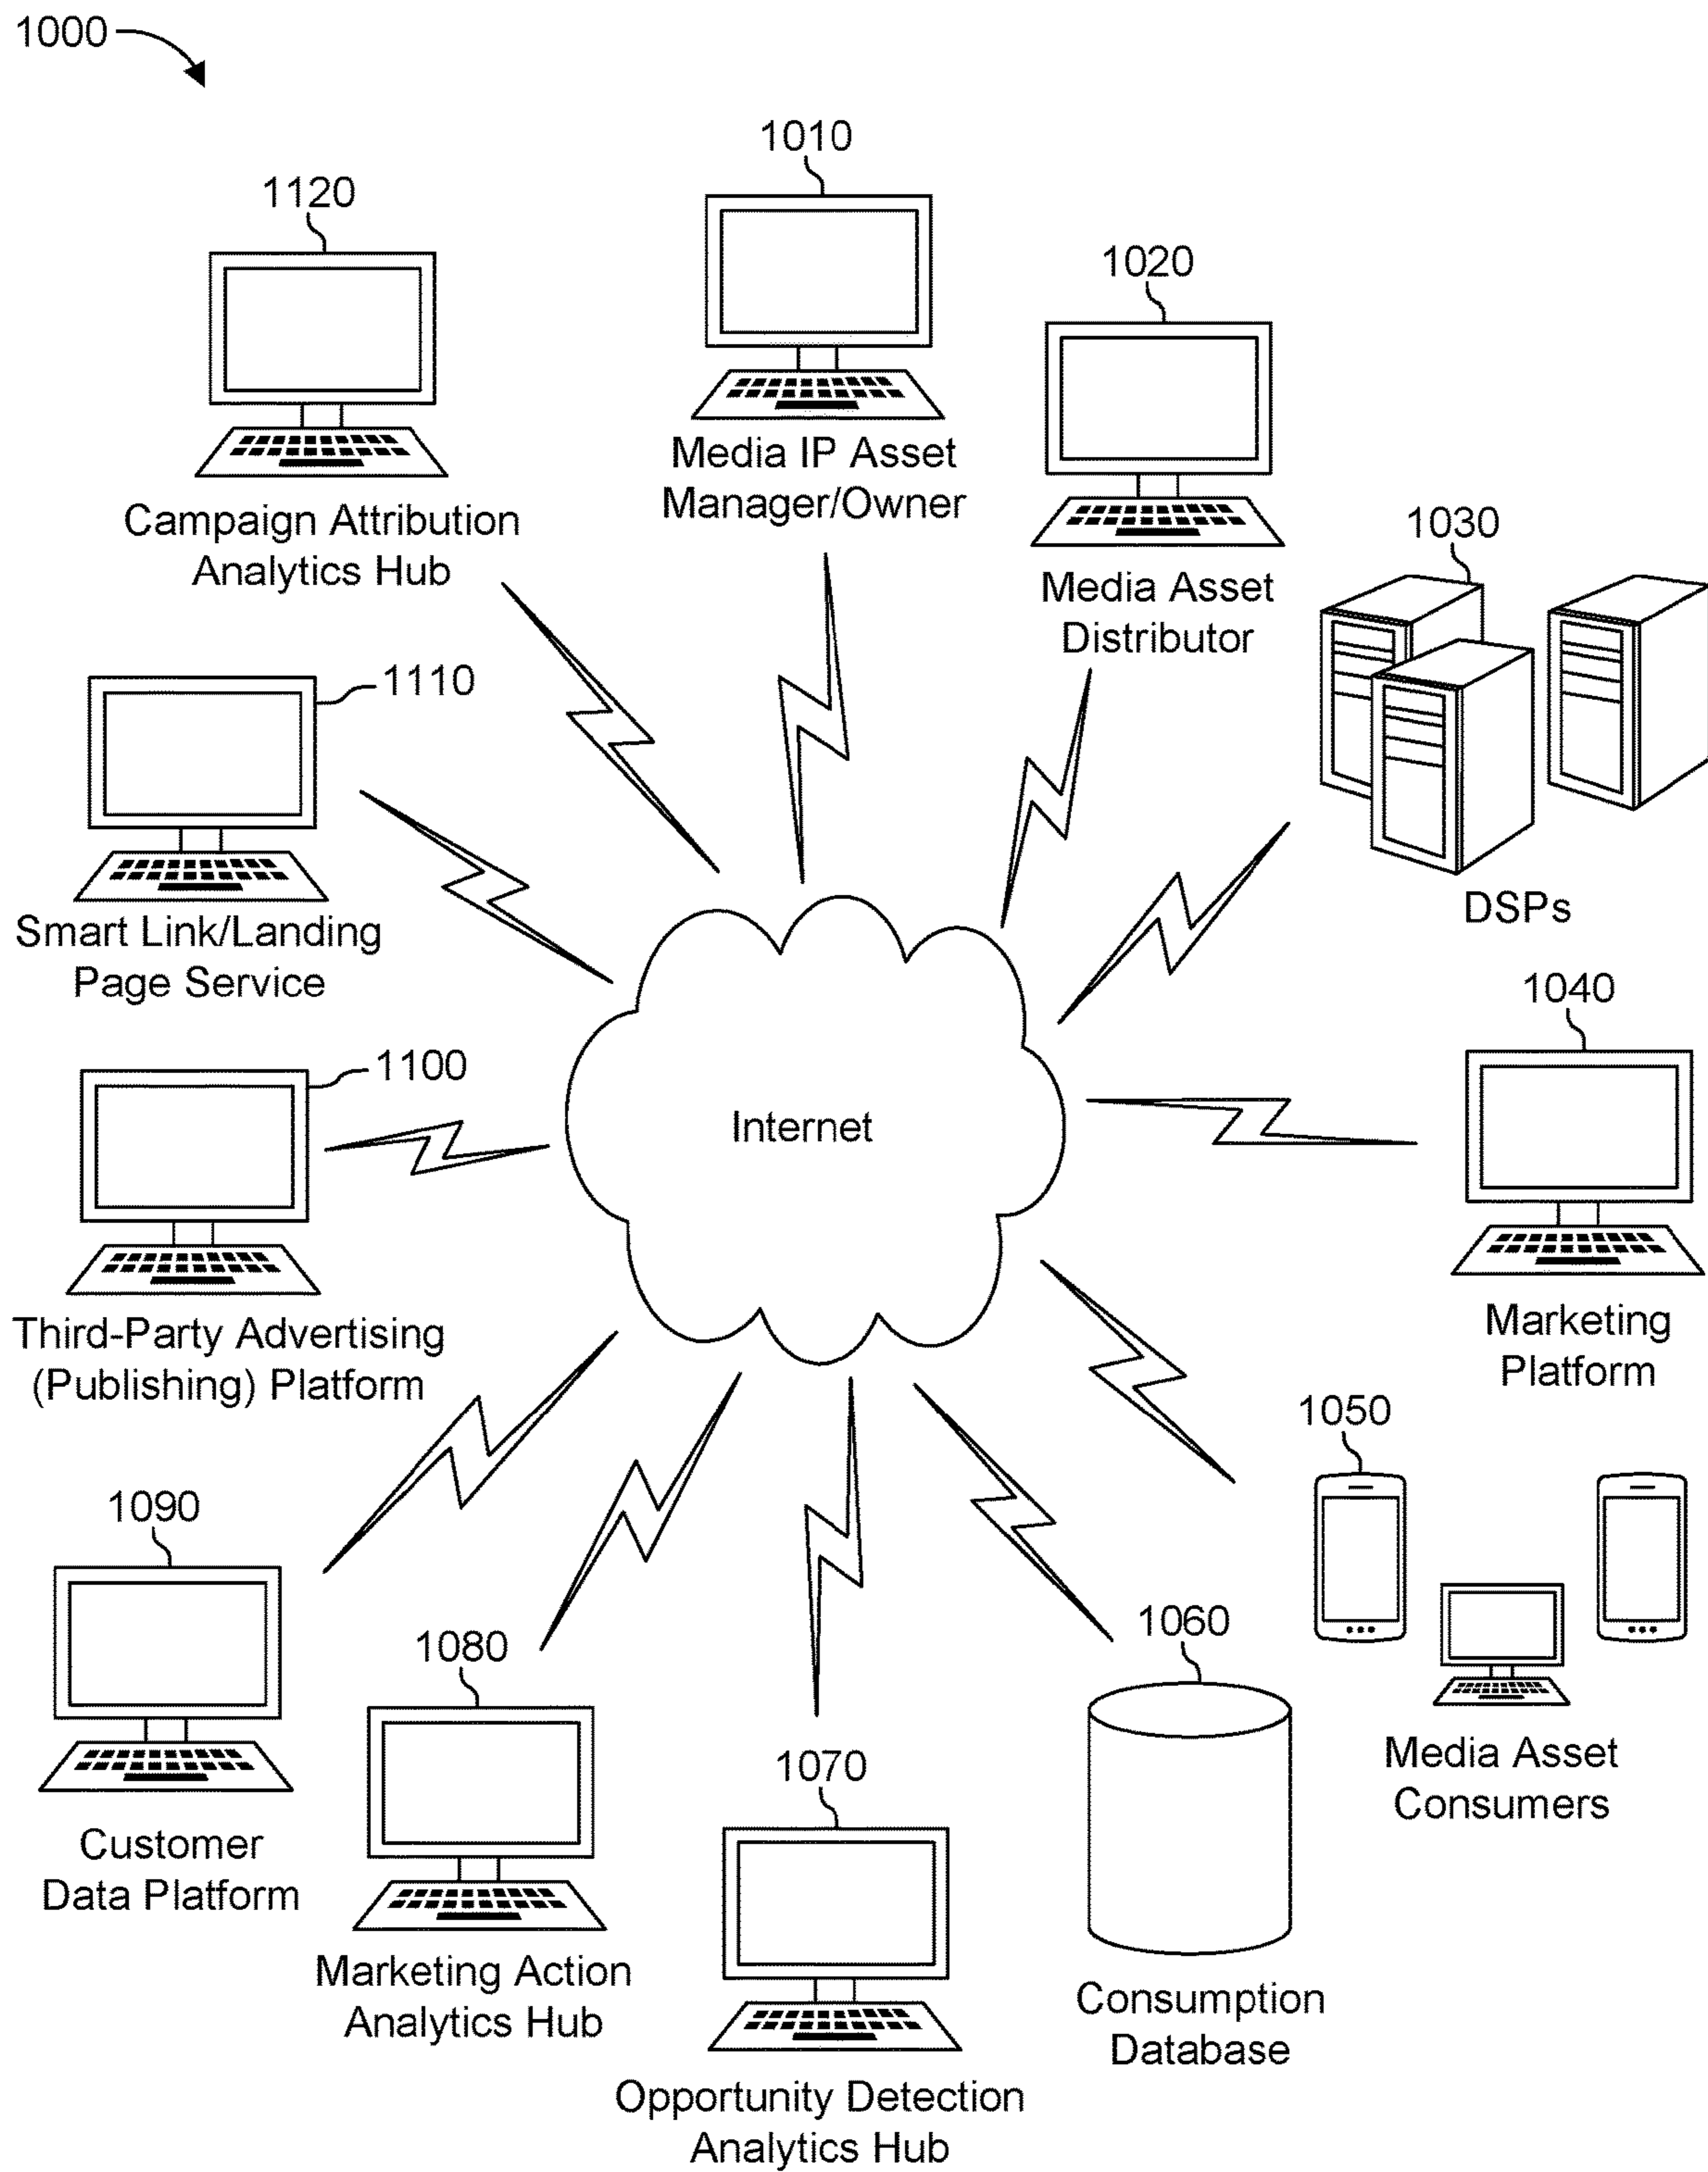 1000
1010
1120
1020
Media IP Asset
Manager/Owner
Campaign Attribution
Analytics Hub
1030
Media Asset
Distributor
1110
DSPs
Smart Link/Landing
Page Service
1040
1100
Internet
Third-Party Advertising
(Publishing) Platform
Marketing
Platform
1050
1090
1060
1080
Media Asset
Consumers
1070
Customer
Data Platform
Marketing Action
Analytics Hub
Consumption
Database
Opportunity Detection
Analytics Hub